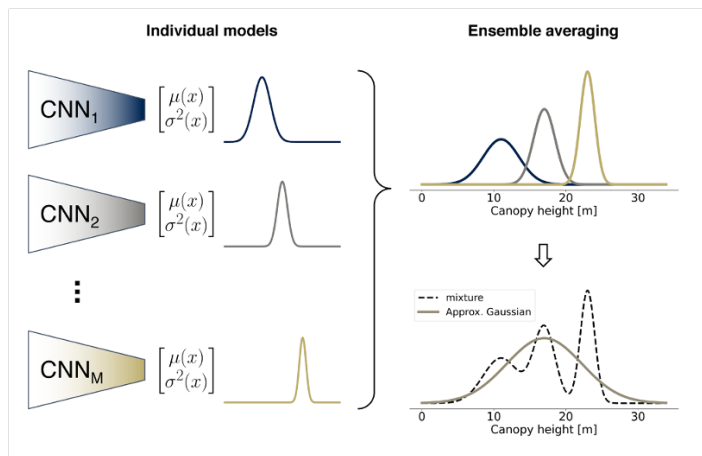 Individual models
Ensemble averaging
CNN₁
[μ(x)
σ²(x)]
CNN₂
[μ(x)
σ²(x)]
⋮
CNN_M
[μ(x)
σ²(x)]
0 10 20 30
Canopy height [m]
mixture
Approx. Gaussian
0 10 20 30
Canopy height [m]